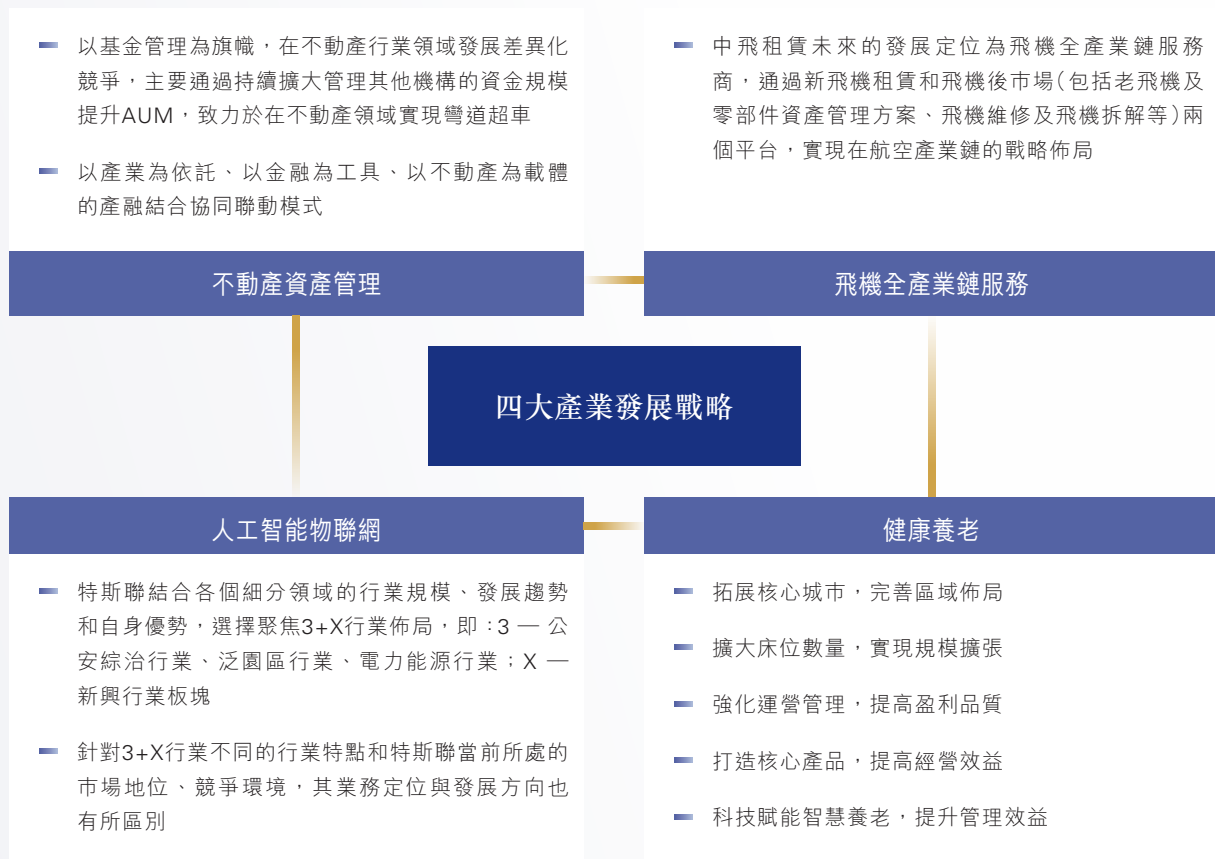 以基金管理為旗幟，在不動產行業領域發展差異化
競爭，主要通過持續擴大管理其他機構的資金規模
提升AUM，致力於在不動產領域實現彎道超車
以產業為依託、以金融為工具、以不動產為載體
的產融結合協同聯動模式
不動產資產管理
中飛租賃未來的發展定位為飛機全產業鏈服務
商，通過新飛機租賃和飛機後市場（包括老飛機及
零部件資產管理方案、飛機維修及飛機拆解等）兩
個平台，實現在航空產業鏈的戰略佈局
飛機全產業鏈服務
四大產業發展戰略
人工智能物聯網
特斯聯結合各個細分領域的行業規模、發展趨勢
和自身優勢，選擇聚焦3+X行業佈局，即：3 — 公
安綜治行業、泛園區行業、電力能源行業；X —
新興行業板塊
針對3+X行業不同的行業特點和特斯聯當前所處的
市場地位、競爭環境，其業務定位與發展方向也
有所區別
健康養老
拓展核心城市，完善區域佈局
擴大床位數量，實現規模擴張
強化運營管理，提高盈利品質
打造核心產品，提高經營效益
科技賦能智慧養老，提升管理效益